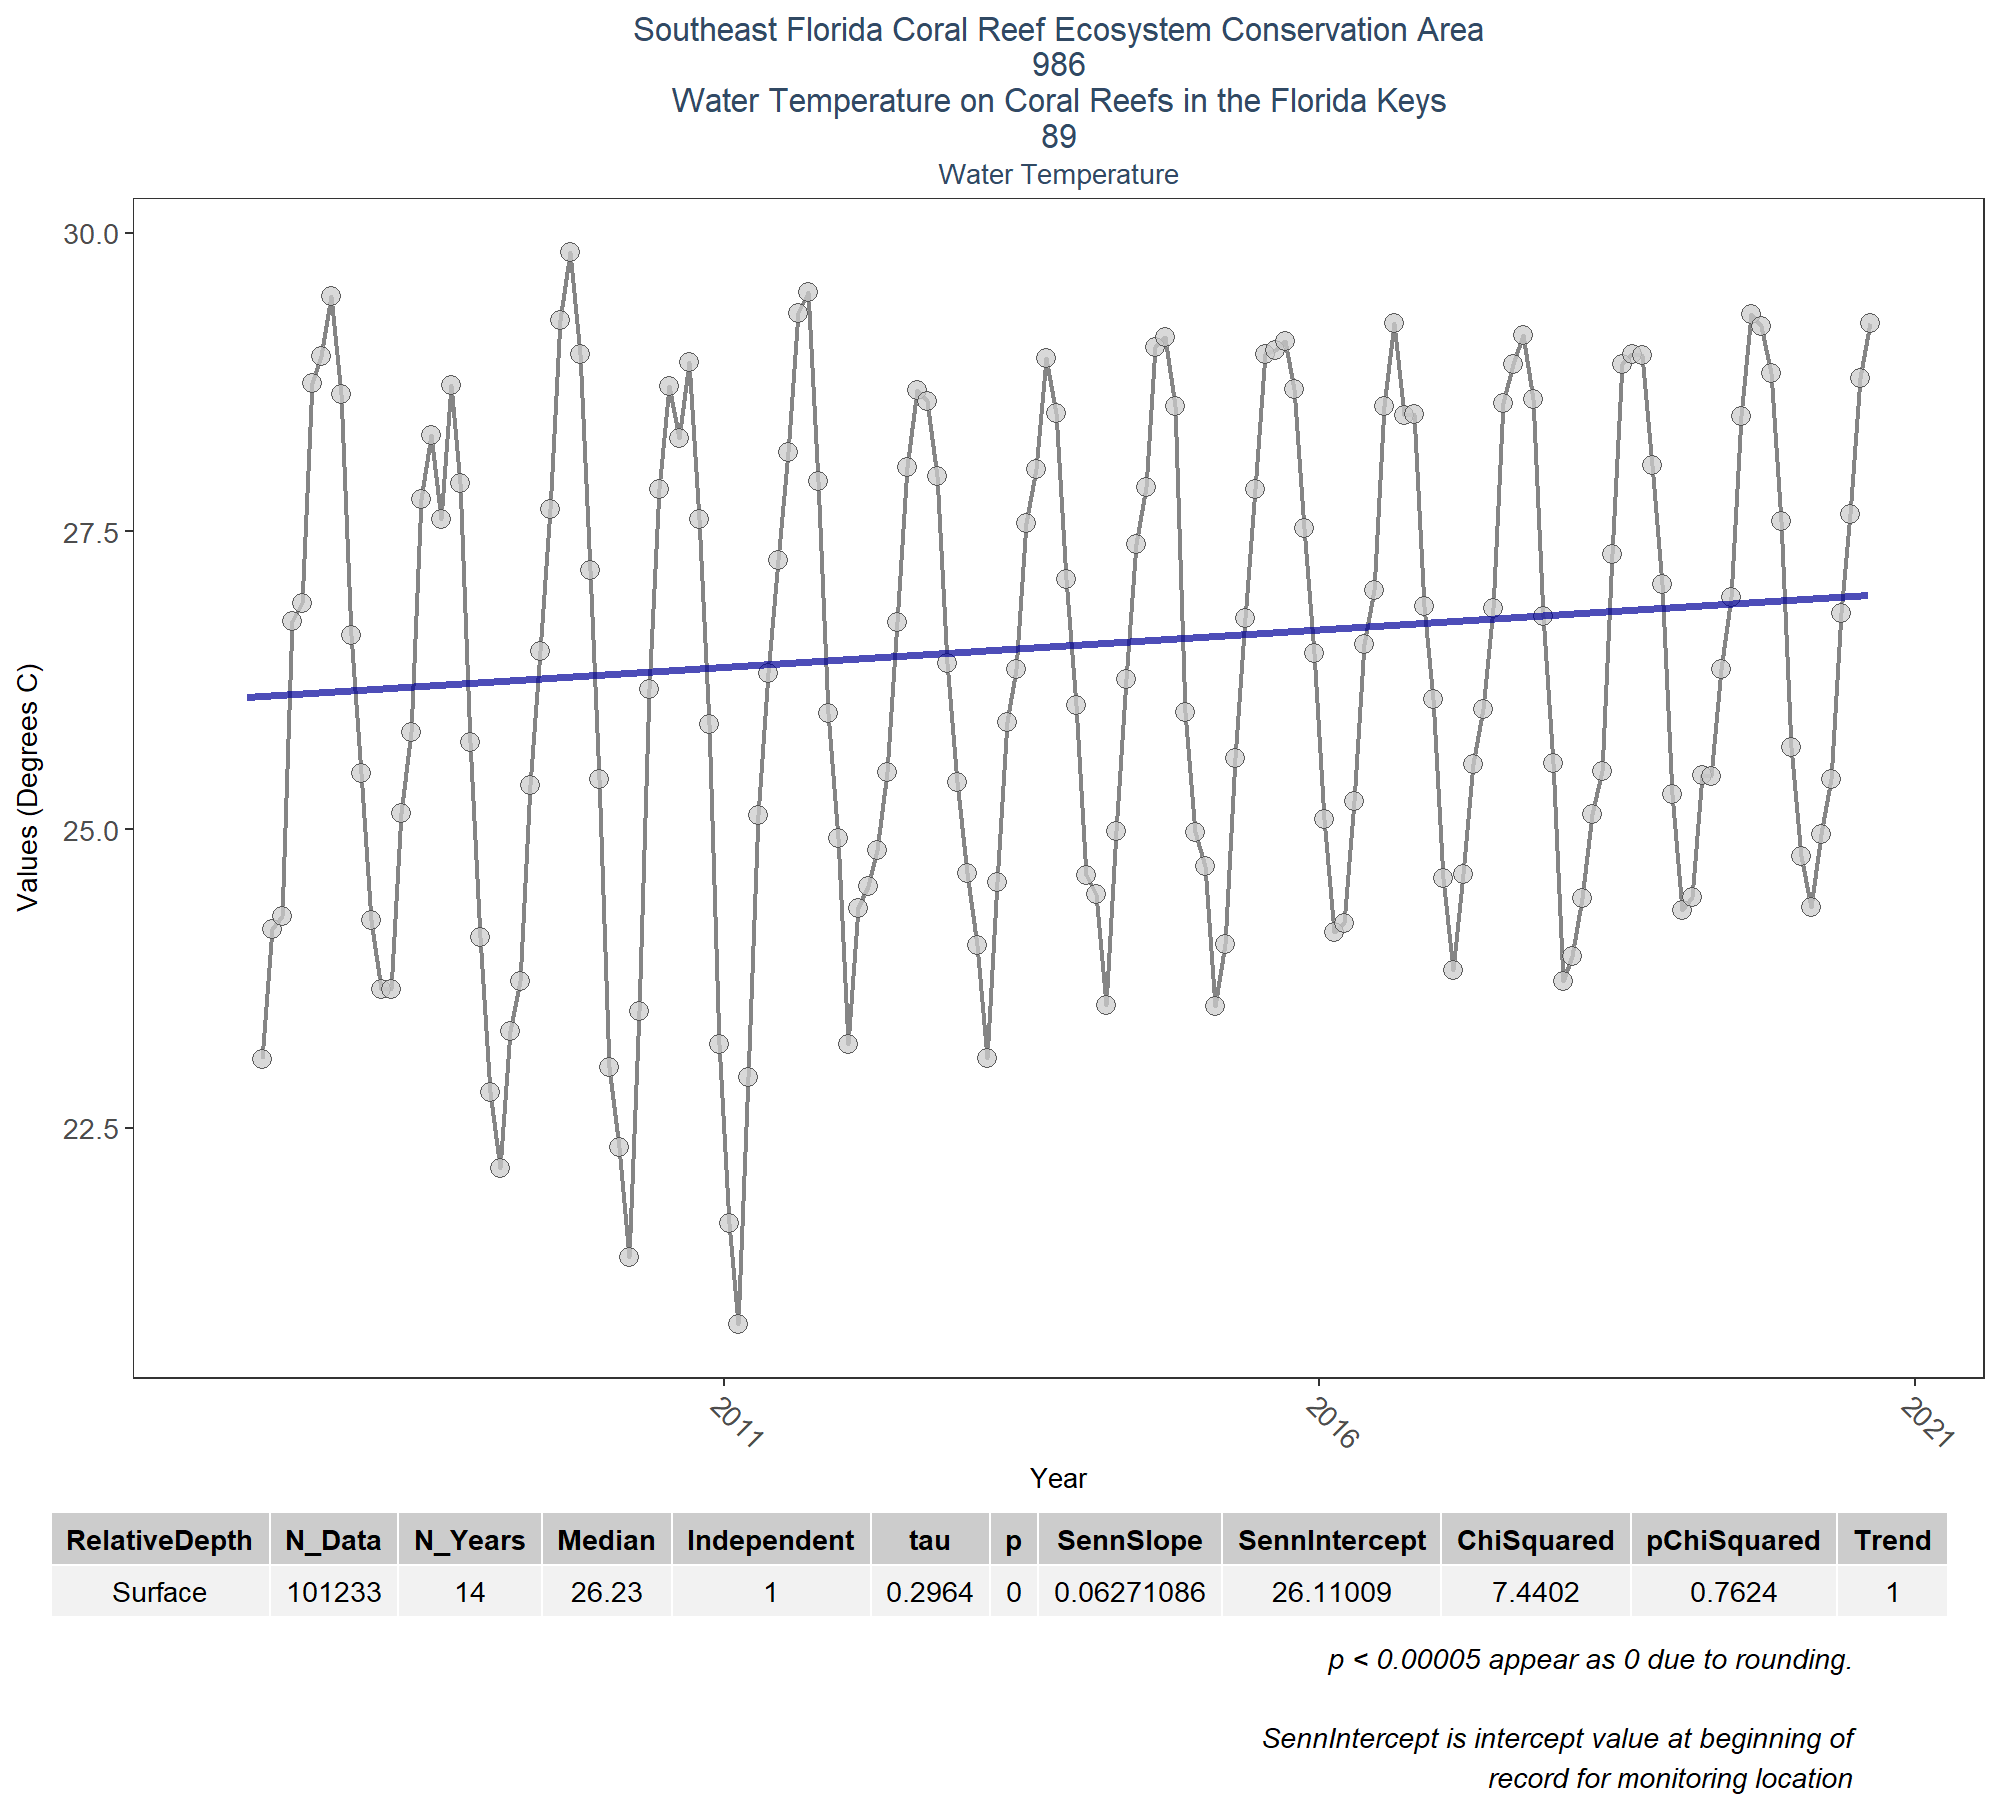 Southeast Florida Coral Reef Ecosystem Conservation Area
986
Water Temperature on Coral Reefs in the Florida Keys
89
Water Temperature
30.0
27.5
25.0
22.5
Values (Degrees C)
2011
2016
2021
Year
RelativeDepth N_Data N_Years Median Independent tau p SennSlope SennIntercept ChiSquared pChiSquared Trend
Surface 101233 14 26.23 1 0.2964 0 0.06271086 26.11009 7.4402 0.7624 1
p < 0.00005 appear as 0 due to rounding.
SennIntercept is intercept value at beginning of
record for monitoring location